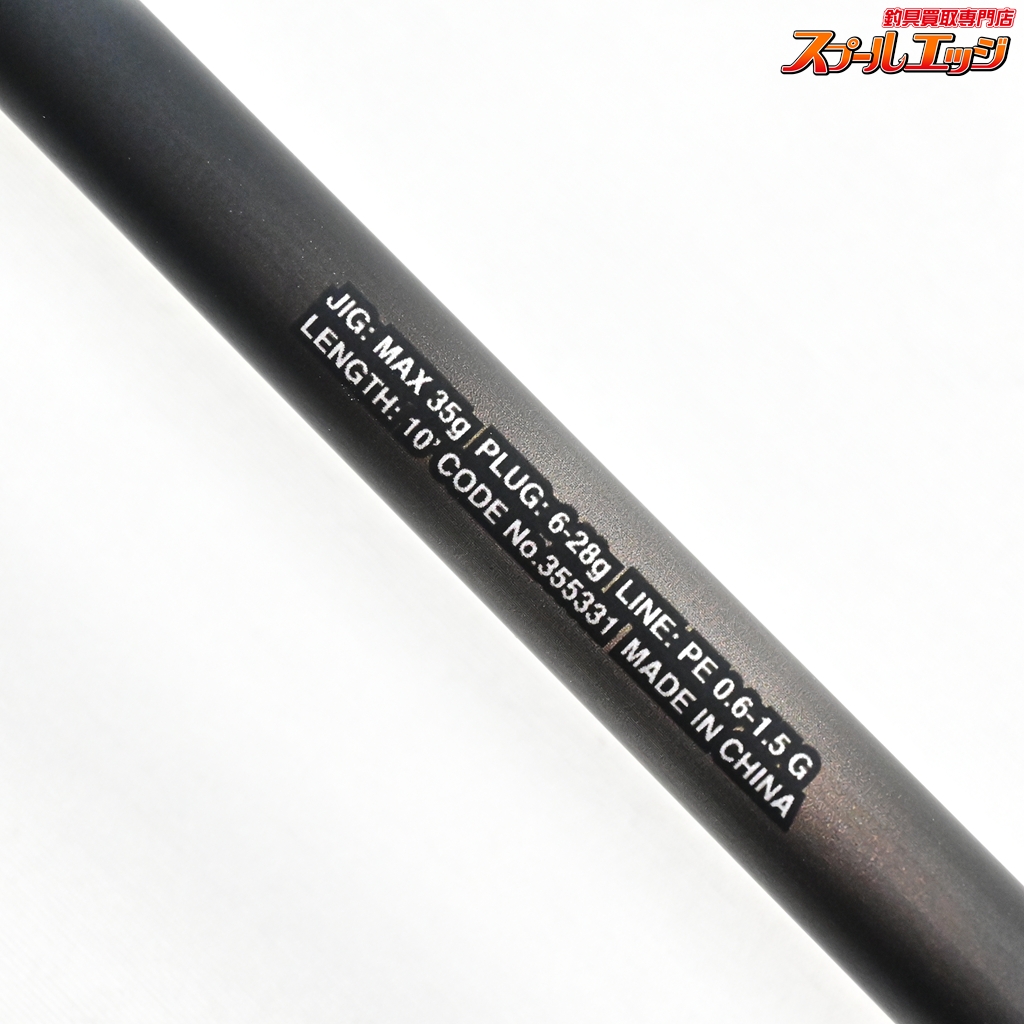 釣具買取専門店
スプールエッジ
JIG: MAX 35g | PLUG: 6-28g | LINE: PE 0.6-1.5 G
LENGTH: 10' CODE No.355331 | MADE IN CHINA